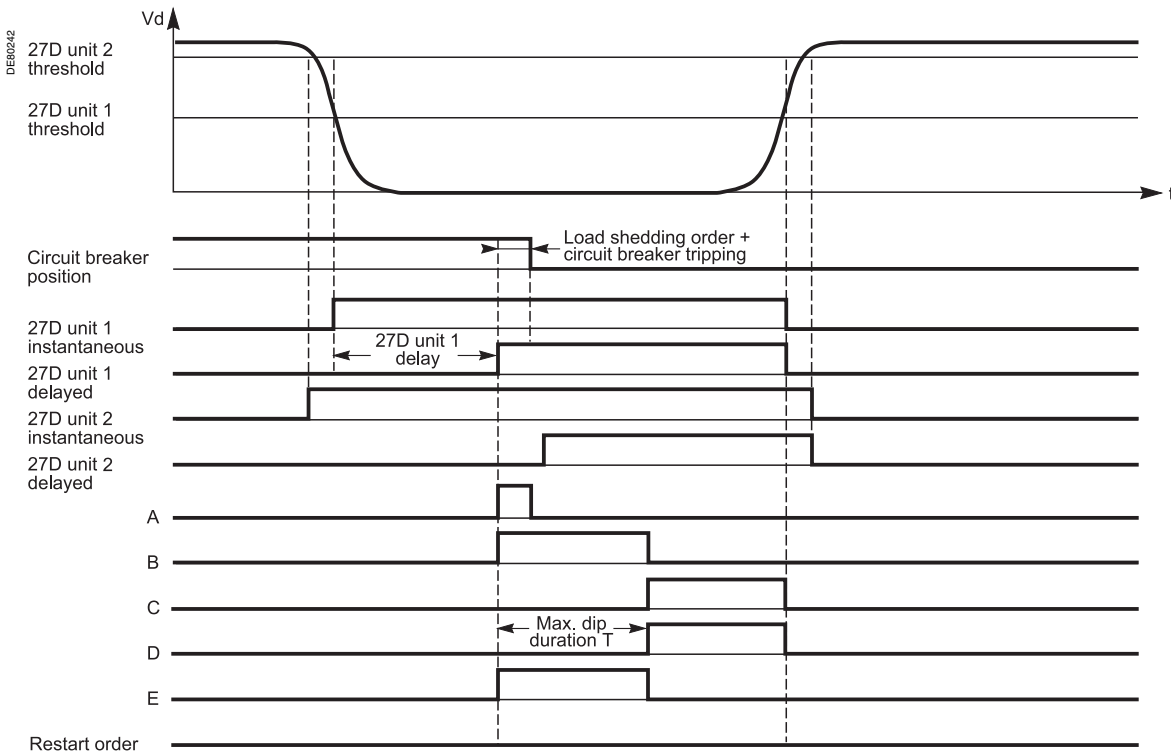 Vd
DE80242
27D unit 2
threshold
27D unit 1
threshold
t
Circuit breaker
position
Load shedding order +
circuit breaker tripping
27D unit 1
instantaneous
27D unit 1
delay
27D unit 1
delayed
27D unit 2
instantaneous
27D unit 2
delayed
A
B
C
Max. dip
duration T
D
E
Restart order